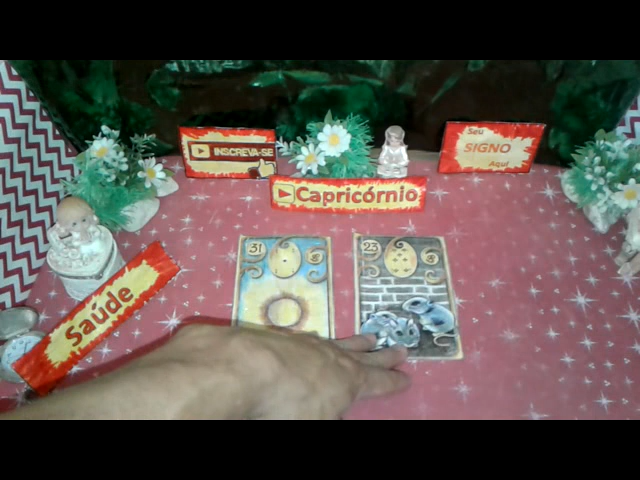 INSCREVA-SE
Seu
SIGNO
Aqui
Capricórnio
31
23
Saúde